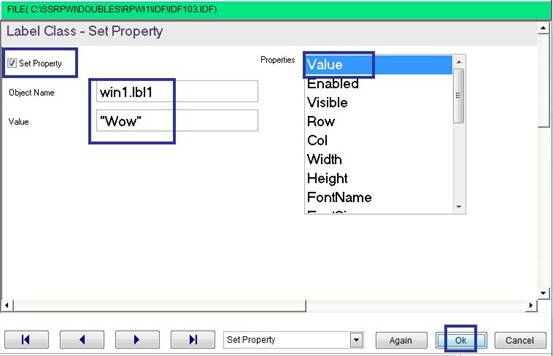 FILE( C:\SSRPWI\DOUBLES\RPWI1\IDF\IDF103.IDF)
Label Class - Set Property
Set Property
Properties
Value
Enabled
Visible
Row
Col
Width
Height
FontName
Object Name
win1.lbl1
Value
"Wow"
Set Property
Again
Ok
Cancel